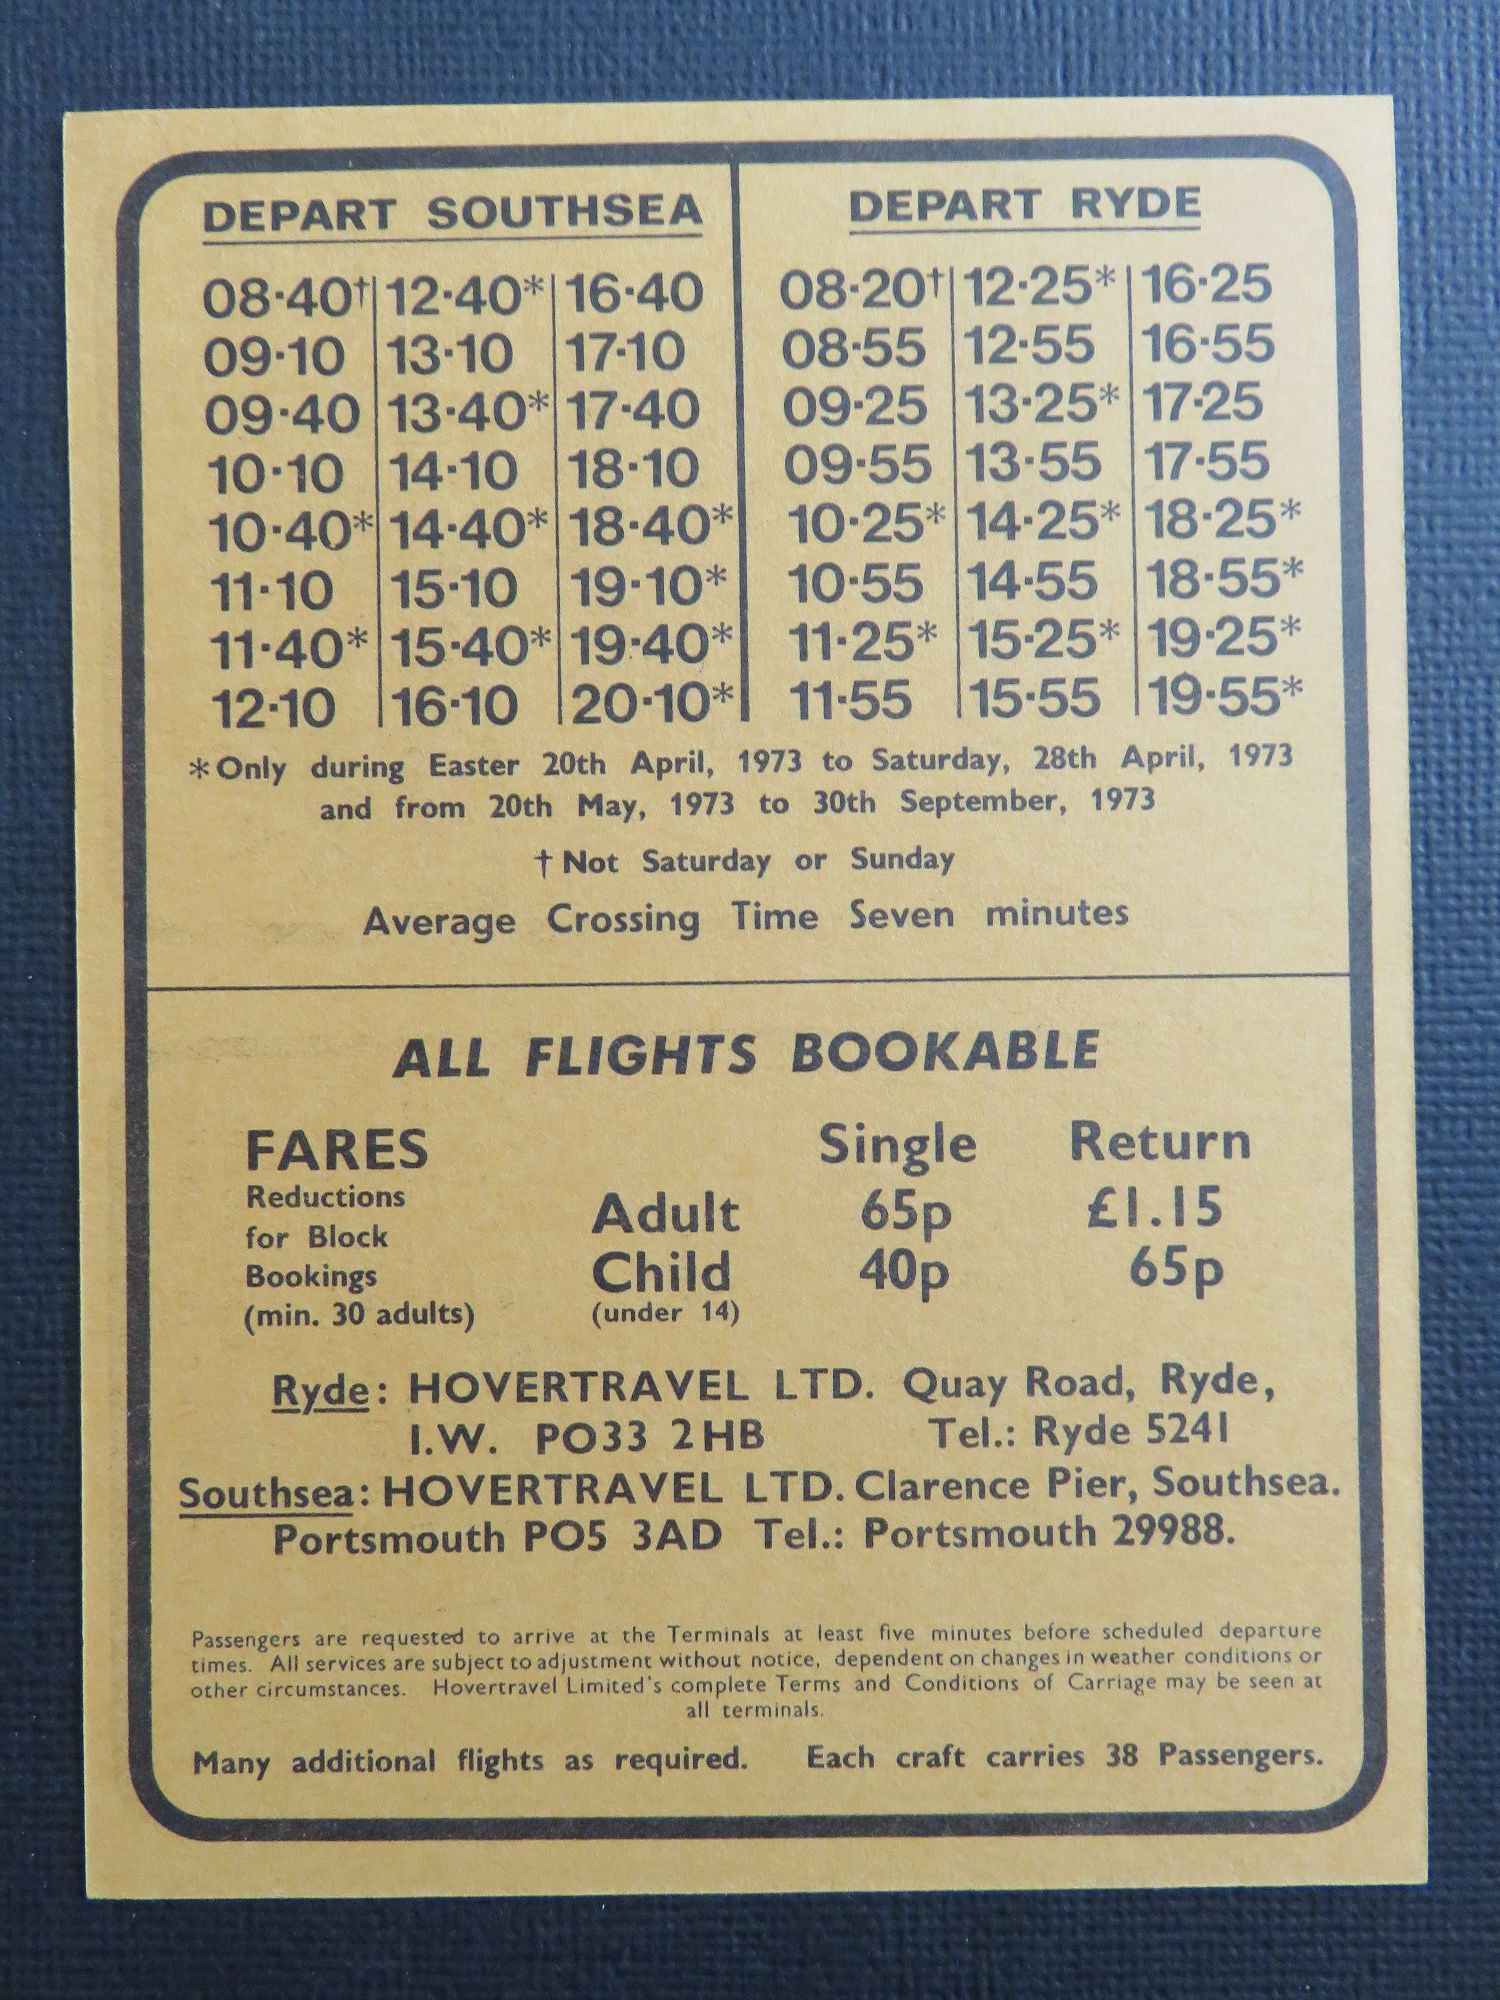 DEPART SOUTHSEA
08·40† 12·40* 16·40
09·10 13·10 17·10
09·40 13·40* 17·40
10·10 14·10 18·10
10·40* 14·40* 18·40*
11·10 15·10 19·10*
11·40* 15·40* 19·40*
12·10 16·10 20·10*
DEPART RYDE
08·20† 12·25* 16·25
08·55 12·55 16·55
09·25 13·25* 17·25
09·55 13·55 17·55
10·25* 14·25* 18·25*
10·55 14·55 18·55*
11·25* 15·25* 19·25*
11·55 15·55 19·55*
*Only during Easter 20th April, 1973 to Saturday, 28th April, 1973
and from 20th May, 1973 to 30th September, 1973
† Not Saturday or Sunday
Average Crossing Time Seven minutes
ALL FLIGHTS BOOKABLE
FARES
Reductions
for Block
Bookings
(min. 30 adults)
Single Return
Adult 65p £1.15
Child 40p 65p
(under 14)
Ryde: HOVERTRAVEL LTD. Quay Road, Ryde,
I.W. PO33 2HB Tel.: Ryde 5241
Southsea: HOVERTRAVEL LTD. Clarence Pier, Southsea.
Portsmouth PO5 3AD Tel.: Portsmouth 29988.
Passengers are requested to arrive at the Terminals at least five minutes before scheduled departure
times. All services are subject to adjustment without notice, dependent on changes in weather conditions or
other circumstances. Hovertravel Limited's complete Terms and Conditions of Carriage may be seen at
all terminals.
Many additional flights as required. Each craft carries 38 Passengers.